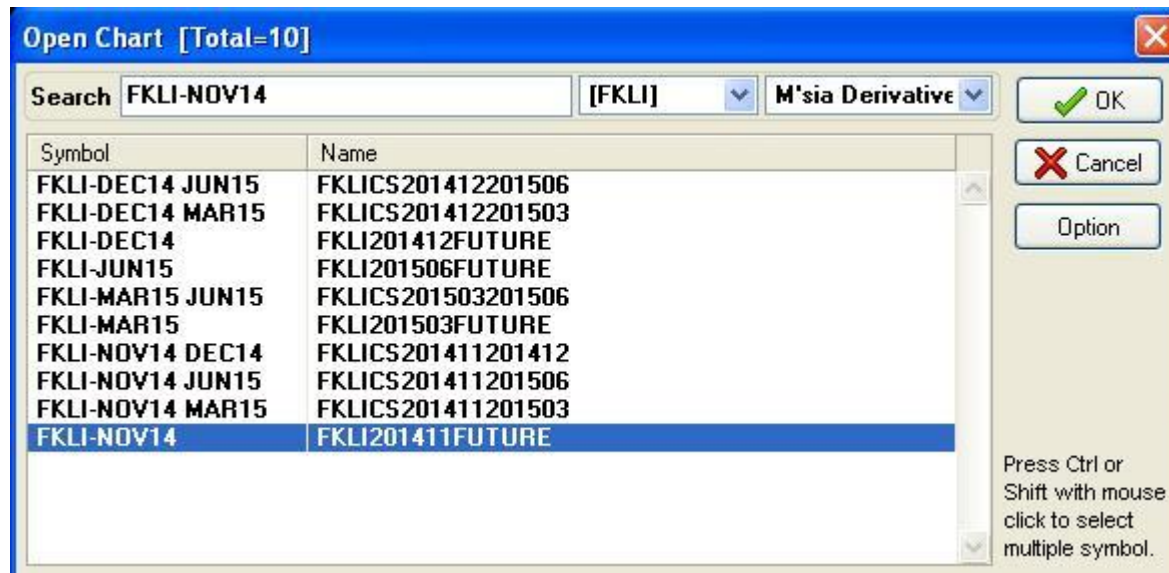 Open Chart [Total=10]
Search FKLI-NOV14 [FKLI] M'sia Derivative
OK
Cancel
Option
Symbol Name
FKLI-DEC14 JUN15 FKLICS201412201506
FKLI-DEC14 MAR15 FKLICS201412201503
FKLI-DEC14 FKLI201412FUTURE
FKLI-JUN15 FKLI201506FUTURE
FKLI-MAR15 JUN15 FKLICS201503201506
FKLI-MAR15 FKLI201503FUTURE
FKLI-NOV14 DEC14 FKLICS201411201412
FKLI-NOV14 JUN15 FKLICS201411201506
FKLI-NOV14 MAR15 FKLICS201411201503
FKLI-NOV14 FKLI201411FUTURE
Press Ctrl or
Shift with mouse
click to select
multiple symbol.